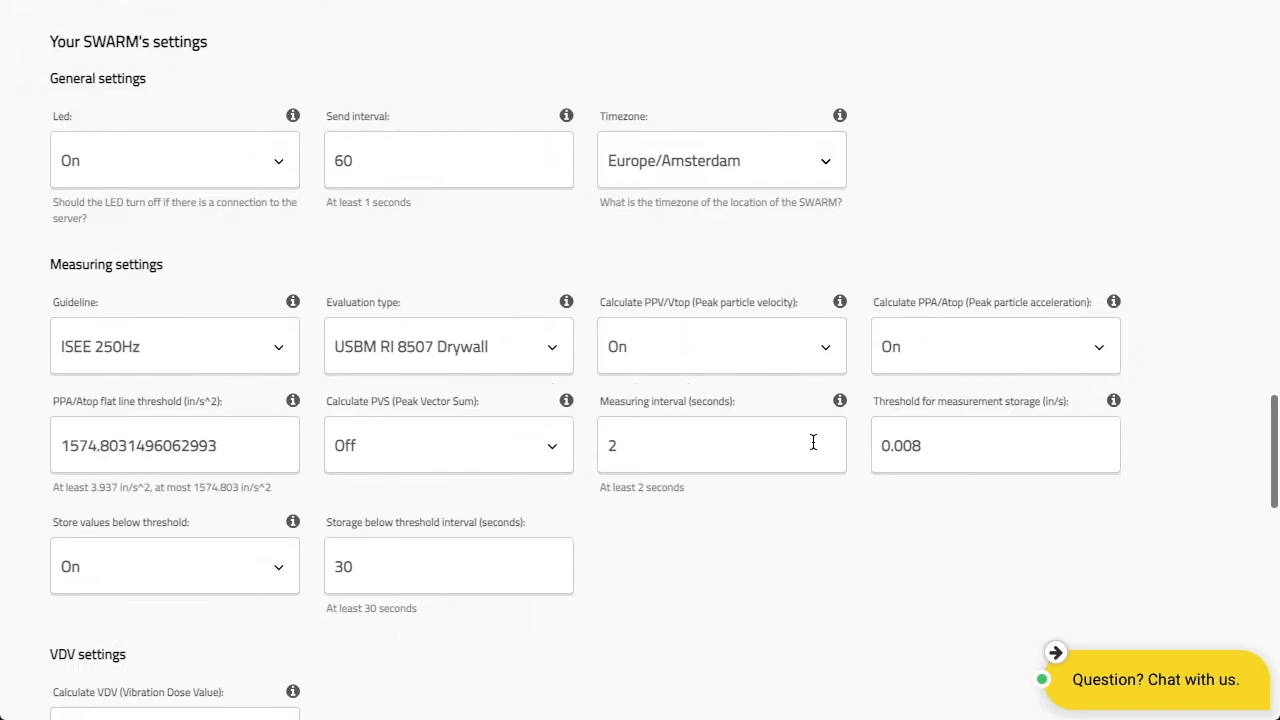 Your SWARM's settings
General settings
Led:
Send interval:
Timezone:
On
60
Europe/Amsterdam
Should the LED turn off if there is a connection to the
server?
At least 1 seconds
What is the timezone of the location of the SWARM?
Measuring settings
Guideline:
Evaluation type:
Calculate PPV/Vtop (Peak particle velocity):
Calculate PPA/Atop (Peak particle acceleration):
ISEE 250Hz
USBM RI 8507 Drywall
On
On
PPA/Atop flat line threshold (in/s^2):
Calculate PVS (Peak Vector Sum):
Measuring interval (seconds):
Threshold for measurement storage (in/s):
1574.8031496062993
Off
2
0.008
At least 3.937 in/s^2, at most 1574.803 in/s^2
At least 2 seconds
Store values below threshold:
Storage below threshold interval (seconds):
On
30
At least 30 seconds
VDV settings
Calculate VDV (Vibration Dose Value):
Question? Chat with us.